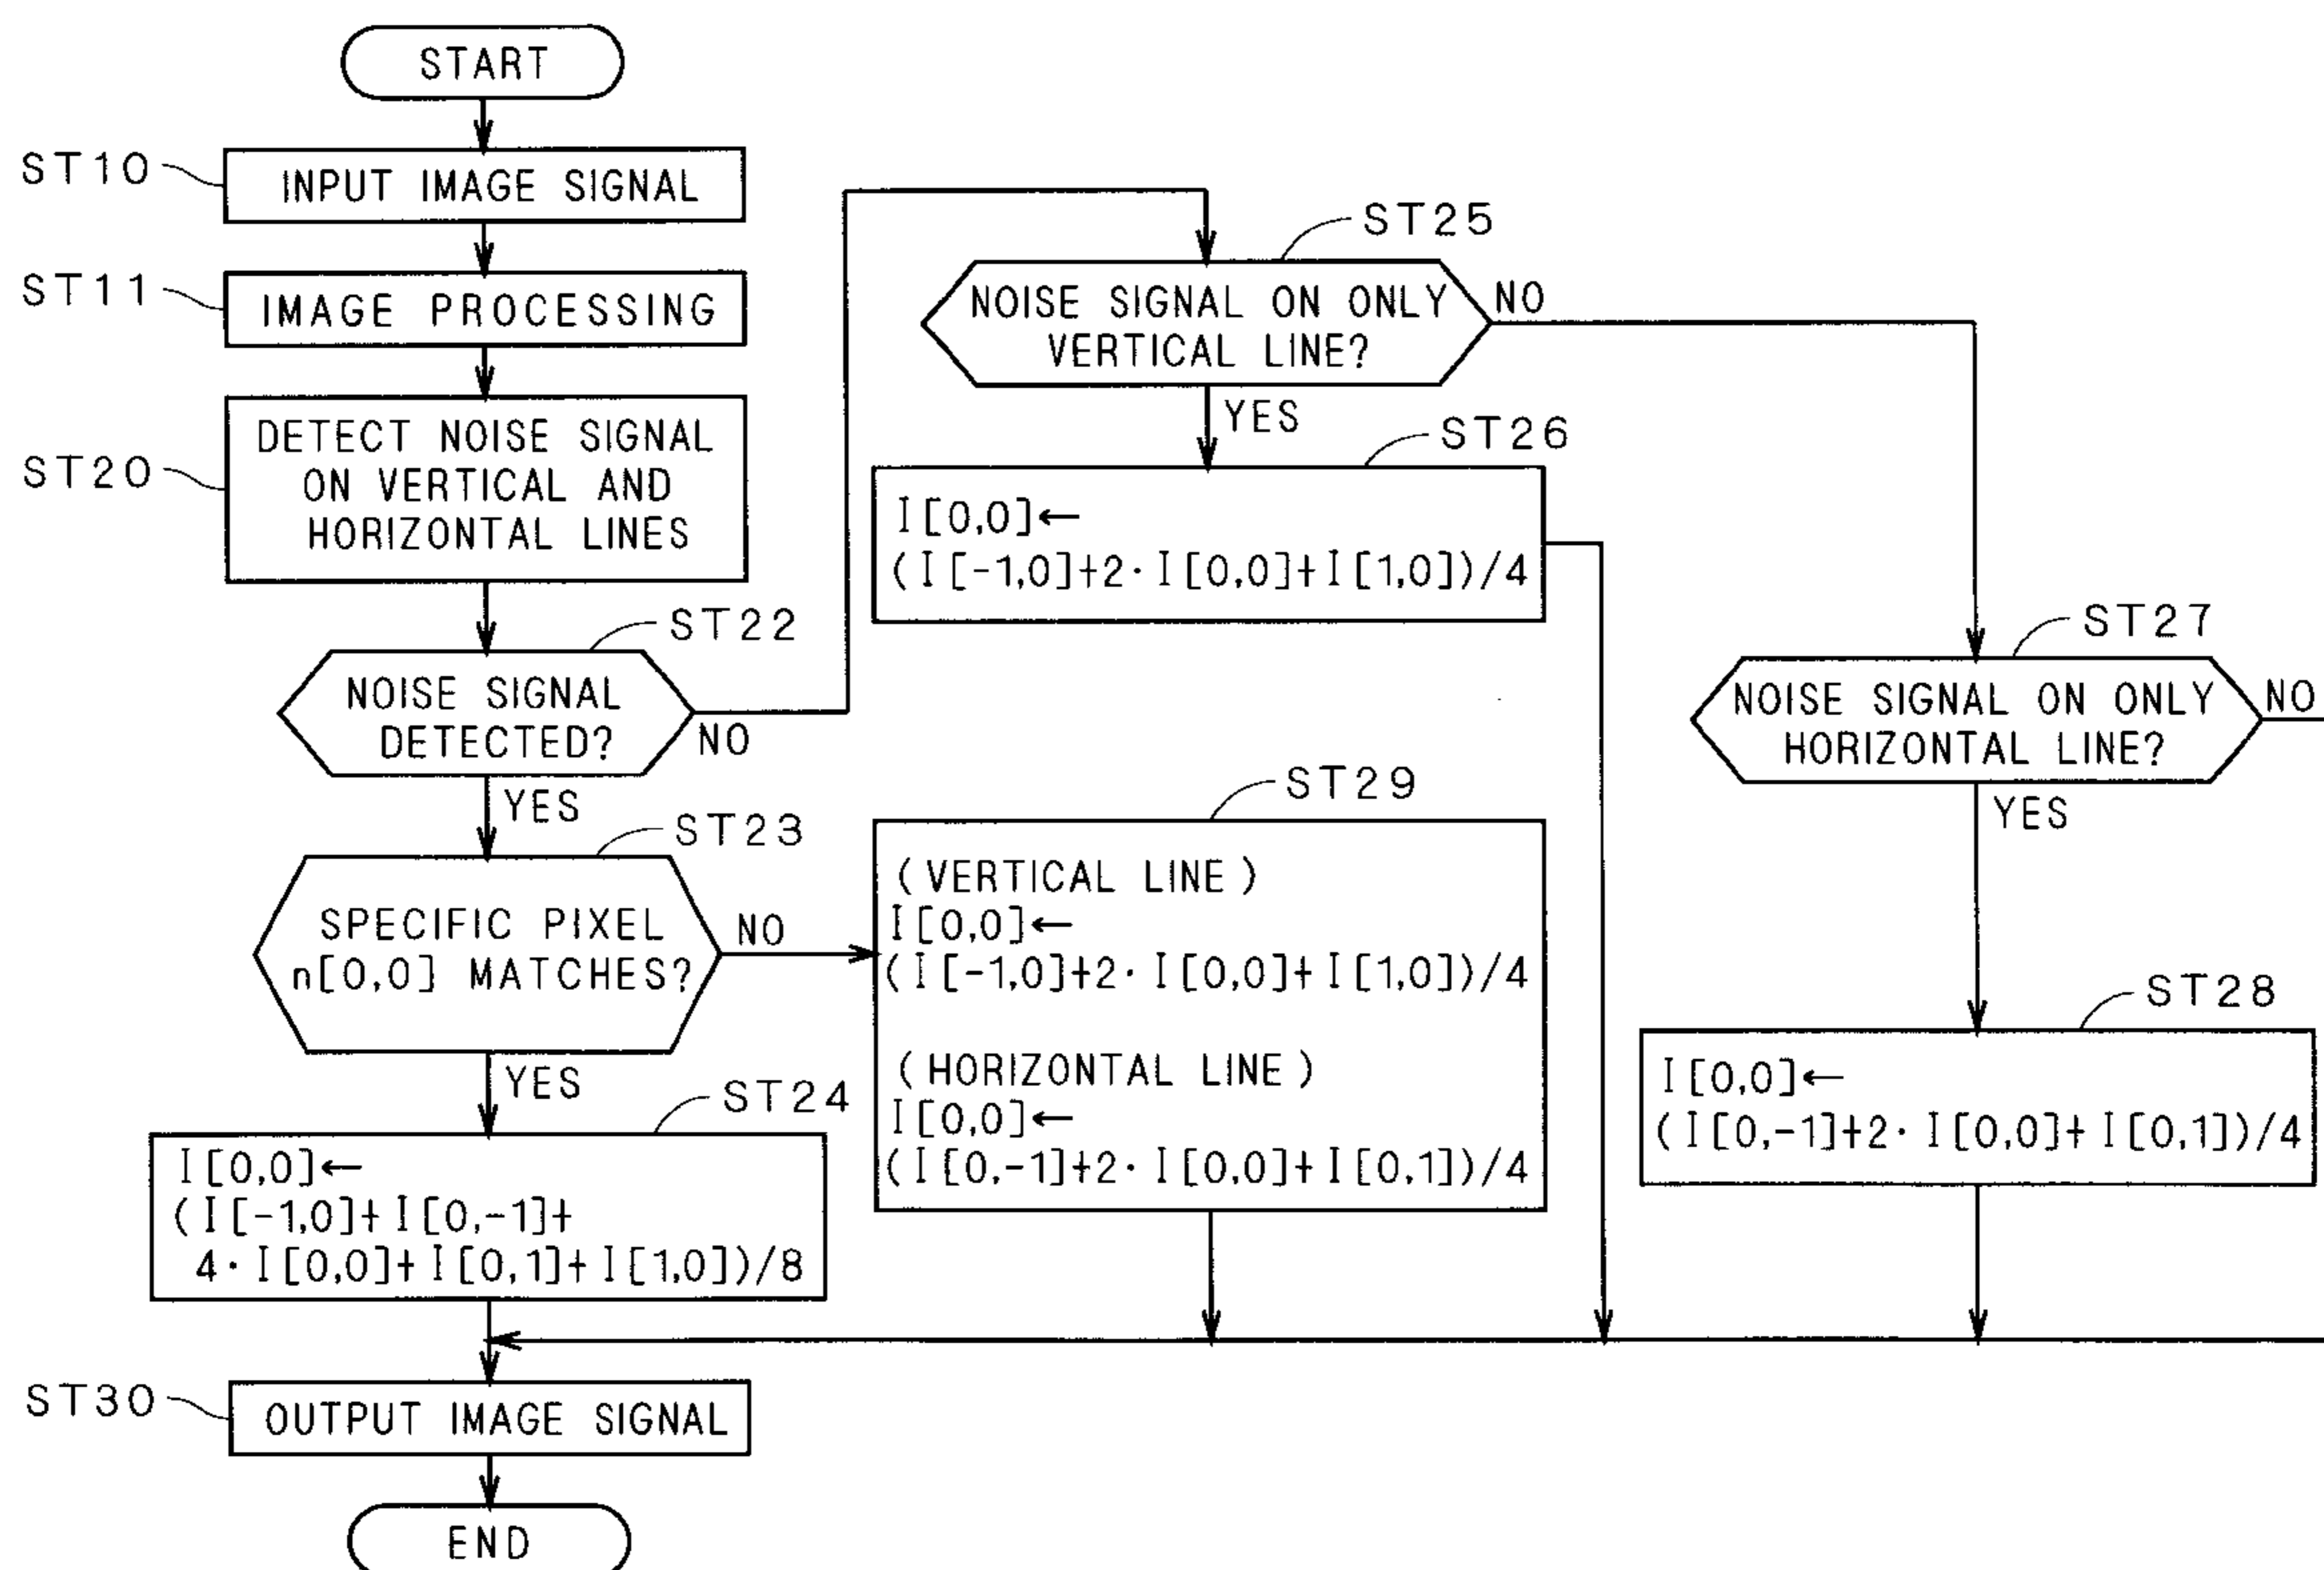 START
ST10
INPUT IMAGE SIGNAL
ST11
IMAGE PROCESSING
ST20
DETECT NOISE SIGNAL
ON VERTICAL AND
HORIZONTAL LINES
ST22
NOISE SIGNAL
DETECTED?
NO
YES
ST23
SPECIFIC PIXEL
n[0,0] MATCHES?
NO
YES
ST24
I[0,0]←
(I[-1,0]+I[0,-1]+
4·I[0,0]+I[0,1]+I[1,0])/8
ST25
NOISE SIGNAL ON ONLY
VERTICAL LINE?
NO
YES
ST26
I[0,0]←
(I[-1,0]+2·I[0,0]+I[1,0])/4
ST29
(VERTICAL LINE)
I[0,0]←
(I[-1,0]+2·I[0,0]+I[1,0])/4
(HORIZONTAL LINE)
I[0,0]←
(I[0,-1]+2·I[0,0]+I[0,1])/4
ST27
NOISE SIGNAL ON ONLY
HORIZONTAL LINE?
NO
YES
ST28
I[0,0]←
(I[0,-1]+2·I[0,0]+I[0,1])/4
ST30
OUTPUT IMAGE SIGNAL
END